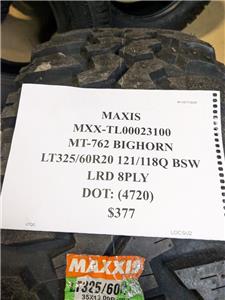 MAXIS
MXX-TL00023100
MT-762 BIGHORN
LT325/60R20 121/118Q BSW
LRD 8PLY
DOT: (4720)
$377
MAXXIS
LT325/60